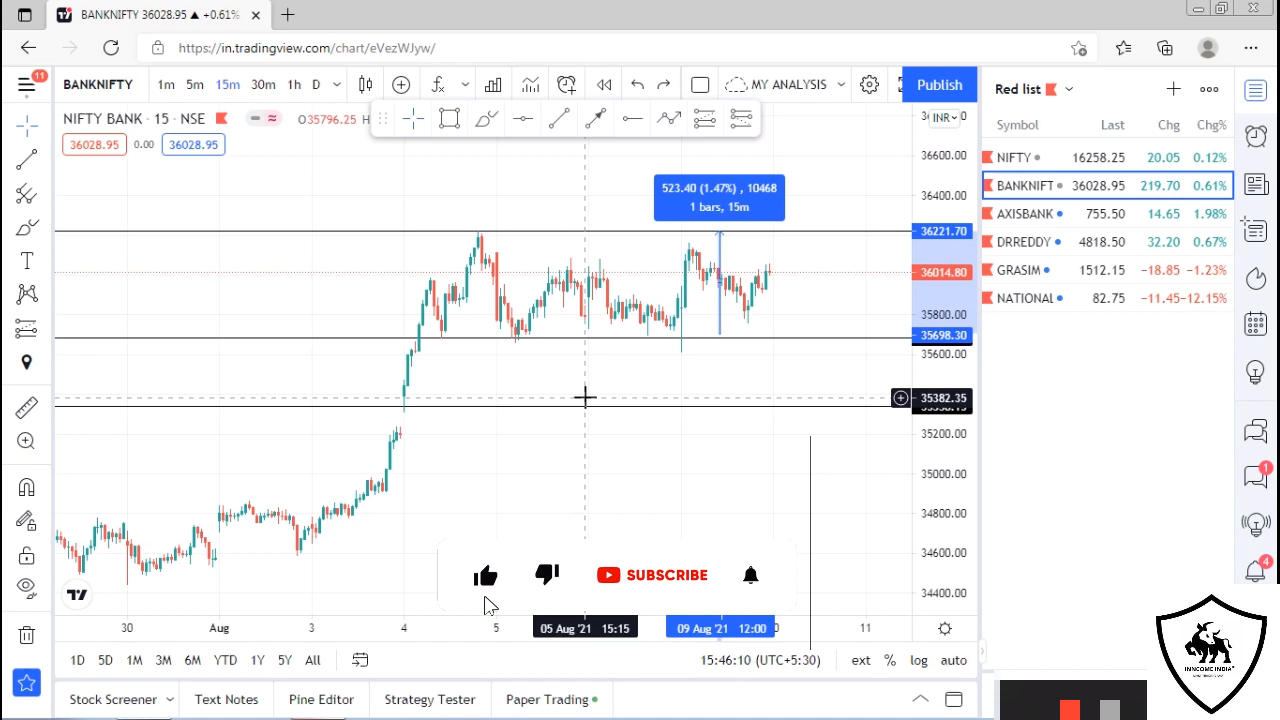 BANKNIFTY 36028.95 ▲ +0.61%
https://in.tradingview.com/chart/eVezWJyw/
11
BANKNIFTY 1m 5m 15m 30m 1h D MY ANALYSIS Publish
NIFTY BANK · 15 · NSE O35796.25 H INR
36028.95 0.00 36028.95
36600.00
36400.00
36221.70
36014.80
35800.00
35698.30
35600.00
35382.35
35200.00
35000.00
34800.00
34600.00
34400.00
523.40 (1.47%) , 10468
1 bars, 15m
SUBSCRIBE
30 Aug 3 4 5 05 Aug '21 15:15 09 Aug '21 12:00 11
1D 5D 1M 3M 6M YTD 1Y 5Y All 15:46:10 (UTC+5:30) ext % log auto
Stock Screener Text Notes Pine Editor Strategy Tester Paper Trading
Red list
Symbol Last Chg Chg%
NIFTY 16258.25 20.05 0.12%
BANKNIFT 36028.95 219.70 0.61%
AXISBANK 755.50 14.65 1.98%
DRREDDY 4818.50 32.20 0.67%
GRASIM 1512.15 −18.85 −1.23%
NATIONAL 82.75 −11.45 −12.15%
1
4
INNCOME INDIA